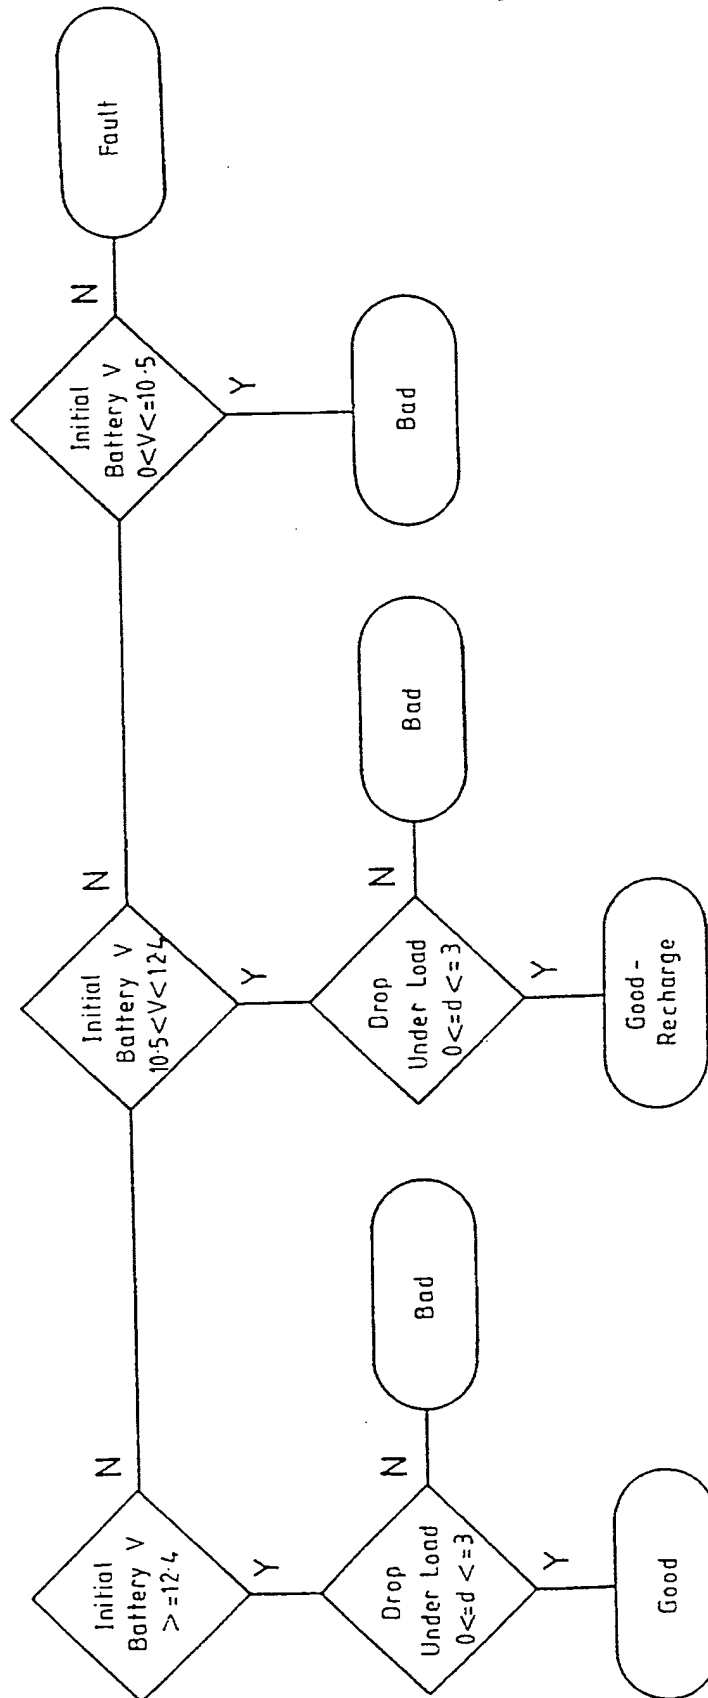 Initial
Battery V
>=12·4
N
Y
Drop
Under Load
0<=d <=3
N
Y
Bad
Good
Initial
Battery V
10·5<V<12·4
N
Y
Drop
Under Load
0<=d <=3
N
Y
Bad
Good-
Recharge
Initial
Battery V
0<V<=10·5
N
Y
Bad
Fault